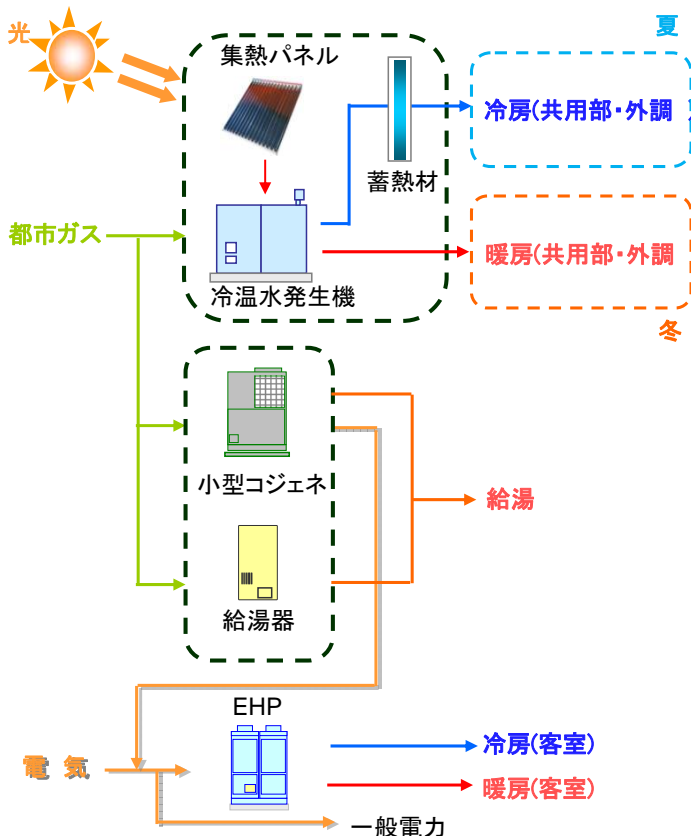 光
夏
集熱パネル
冷房(共用部・外調
蓄熱材
都市ガス
暖房(共用部・外調
冷温水発生機
冬
小型コジェネ
給湯
給湯器
EHP
冷房(客室)
電 気
暖房(客室)
一般電力